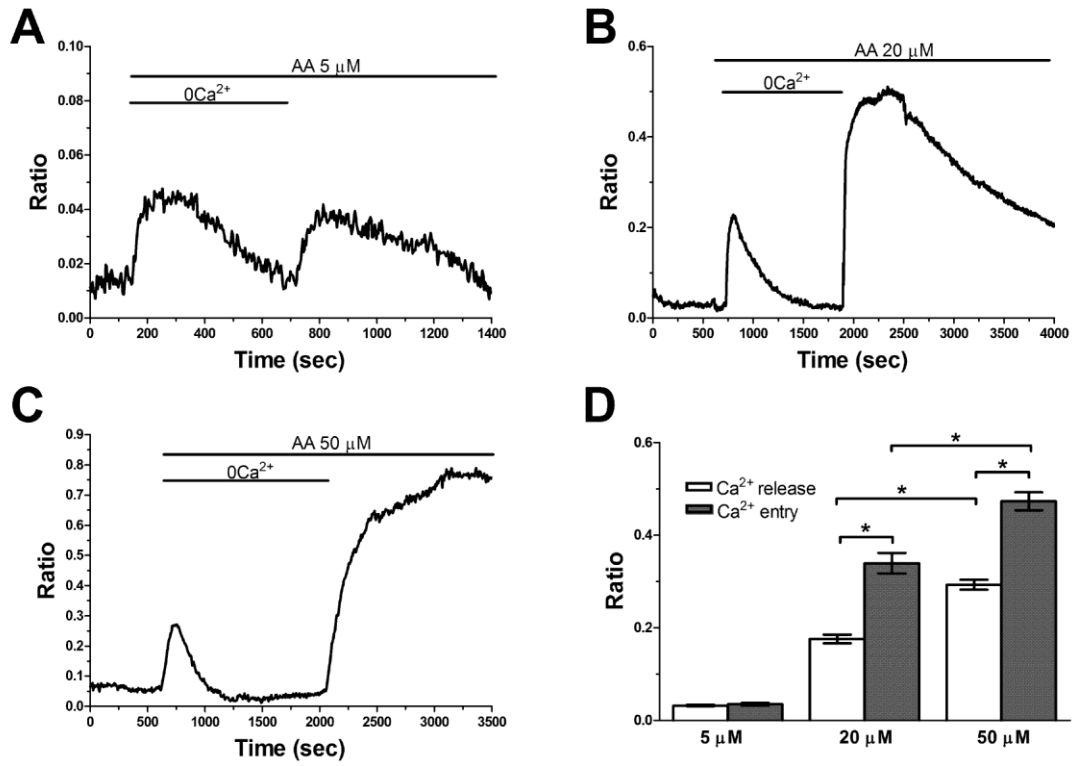 A
AA 5 μM
0Ca²⁺
0.10
0.08
0.06
0.04
0.02
0.00
Ratio
0 200 400 600 800 1000 1200 1400
Time (sec)
B
AA 20 μM
0Ca²⁺
0.6
0.4
0.2
0.0
Ratio
0 500 1000 1500 2000 2500 3000 3500 4000
Time (sec)
C
AA 50 μM
0Ca²⁺
0.9
0.8
0.7
0.6
0.5
0.4
0.3
0.2
0.1
0.0
Ratio
0 500 1000 1500 2000 2500 3000 3500
Time (sec)
D
0.6
0.4
0.2
0.0
Ratio
Ca²⁺ release
Ca²⁺ entry
*
*
*
*
5 μM 20 μM 50 μM